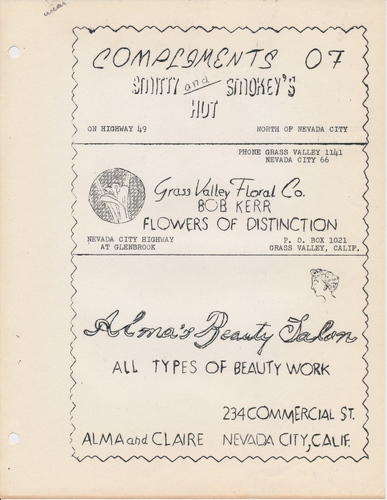 COMPLIMENTS OF
SMITTY and SMOKEY'S
HUT
ON HIGHWAY 49 NORTH OF NEVADA CITY
PHONE GRASS VALLEY 1141
NEVADA CITY 66
Grass Valley Floral Co.
BOB KERR
FLOWERS OF DISTINCTION
NEVADA CITY HIGHWAY P. O. BOX 1021
AT GLENBROOK GRASS VALLEY, CALIF.
Alma's Beauty Salon
ALL TYPES OF BEAUTY WORK
234 COMMERCIAL ST.
ALMA and CLAIRE NEVADA CITY, CALIF.